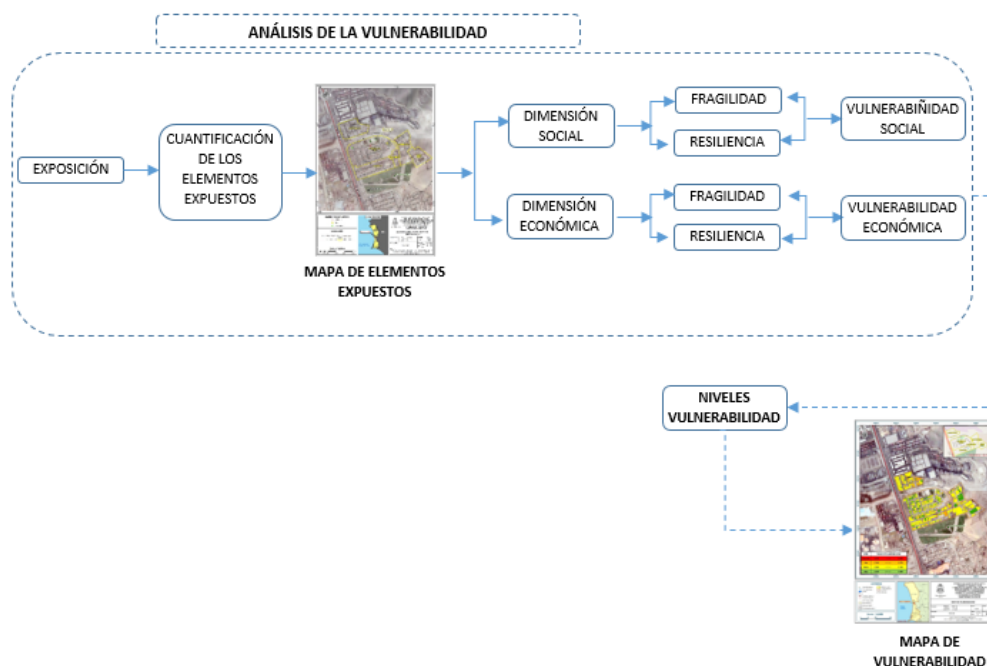 ANÁLISIS DE LA VULNERABILIDAD
EXPOSICIÓN
CUANTIFICACIÓN
DE LOS
ELEMENTOS
EXPUESTOS
MAPA DE ELEMENTOS
EXPUESTOS
DIMENSIÓN
SOCIAL
FRAGILIDAD
RESILIENCIA
VULNERABIÑIDAD
SOCIAL
DIMENSIÓN
ECONÓMICA
FRAGILIDAD
RESILIENCIA
VULNERABILIDAD
ECONÓMICA
NIVELES
VULNERABILIDAD
MAPA DE
VULNERABILIDAD